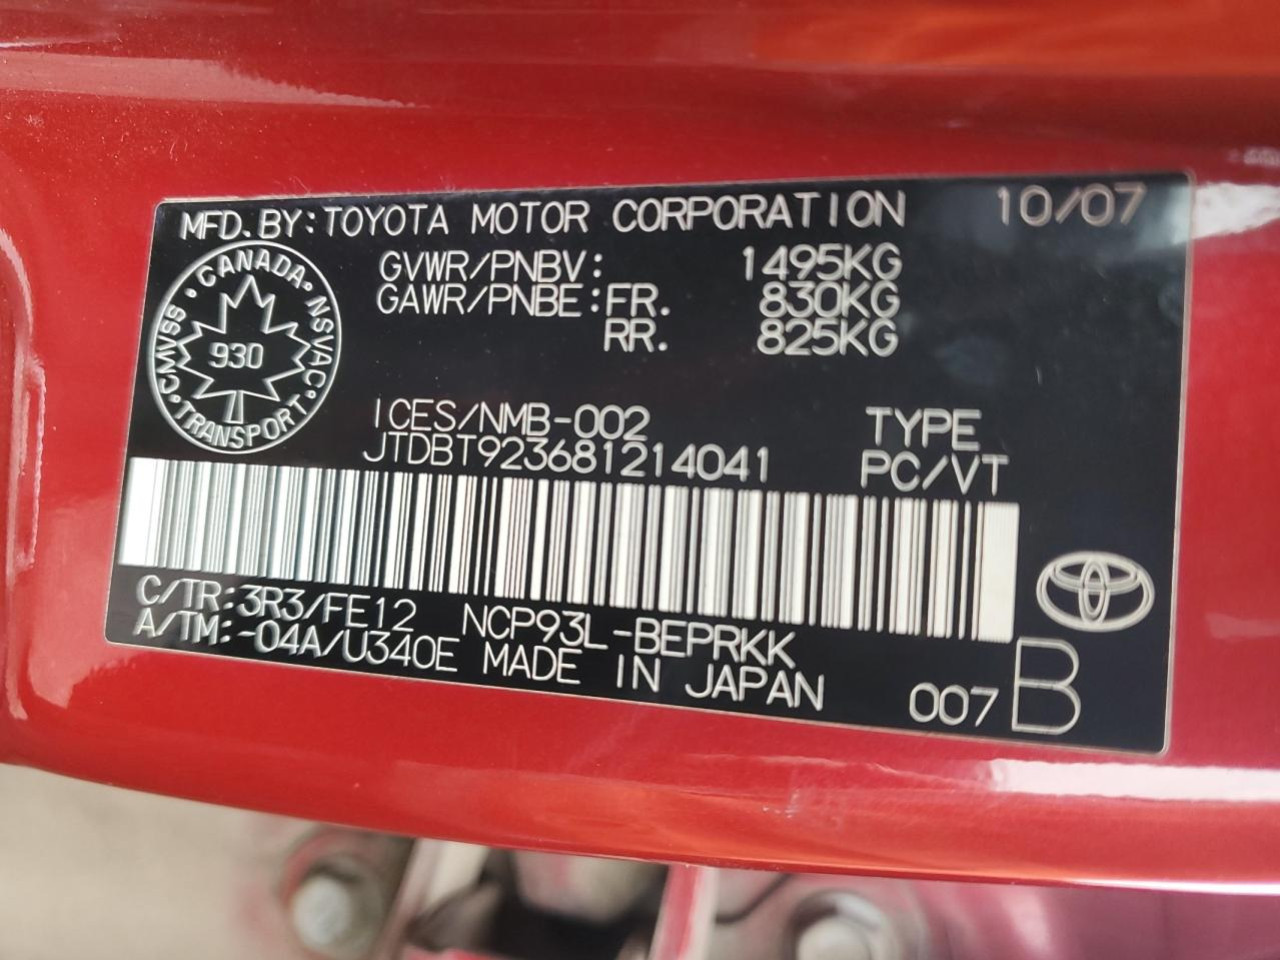 MFD. BY: TOYOTA MOTOR CORPORATION 10/07
GVWR/PNBV: 1495KG
GAWR/PNBE: FR. 830KG
RR. 825KG
CANADA · NSVAC · TRANSPORT · CMVSS ·
930
ICES/NMB-002
JTDBT923681214041
TYPE
PC/VT
C/TR: 3R3/FE12 NCP93L-BEPRKK
A/TM: -04A/U340E MADE IN JAPAN
007 B